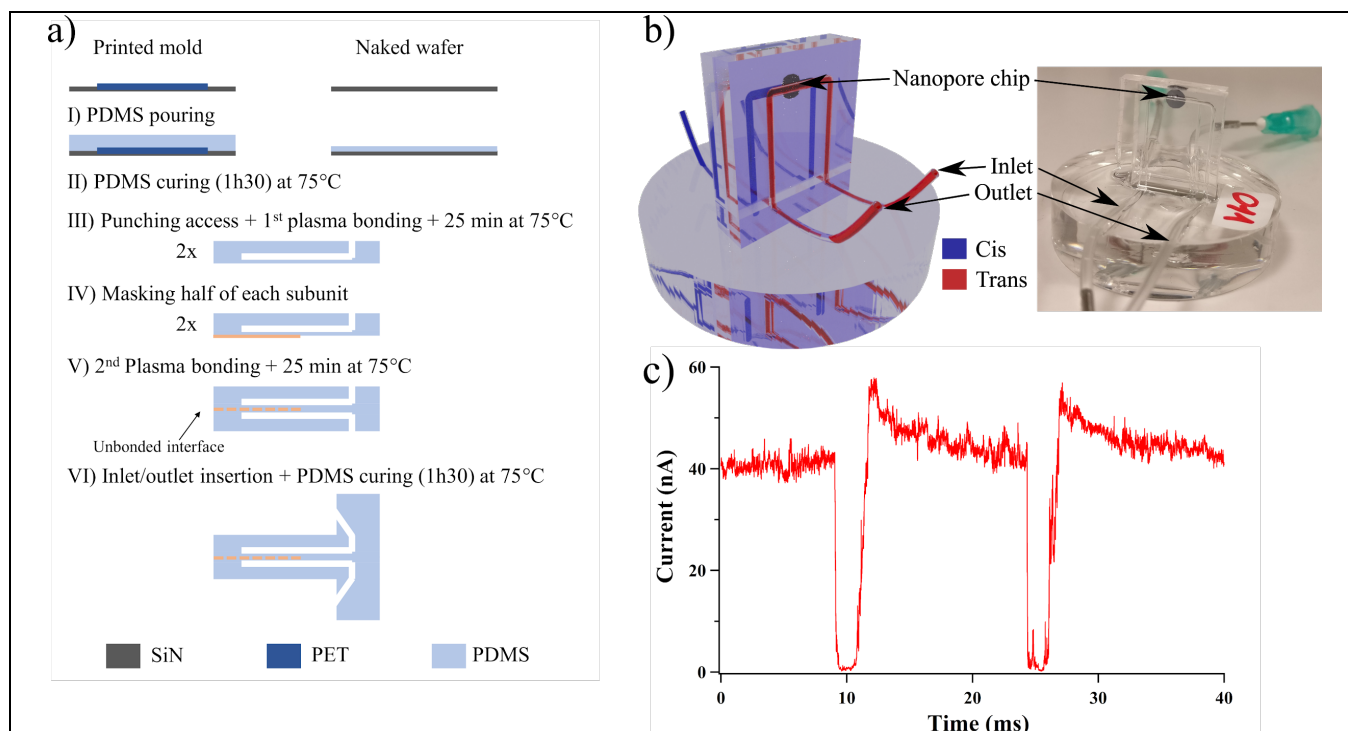 a)
Printed mold
Naked wafer
I) PDMS pouring
II) PDMS curing (1h30) at 75°C
III) Punching access + 1st plasma bonding + 25 min at 75°C
2x
IV) Masking half of each subunit
2x
V) 2nd Plasma bonding + 25 min at 75°C
Unbonded interface
VI) Inlet/outlet insertion + PDMS curing (1h30) at 75°C
SiN
PET
PDMS
b)
Nanopore chip
Inlet
Outlet
Cis
Trans
c)
60
40
20
0
Current (nA)
0
10
20
30
40
Time (ms)